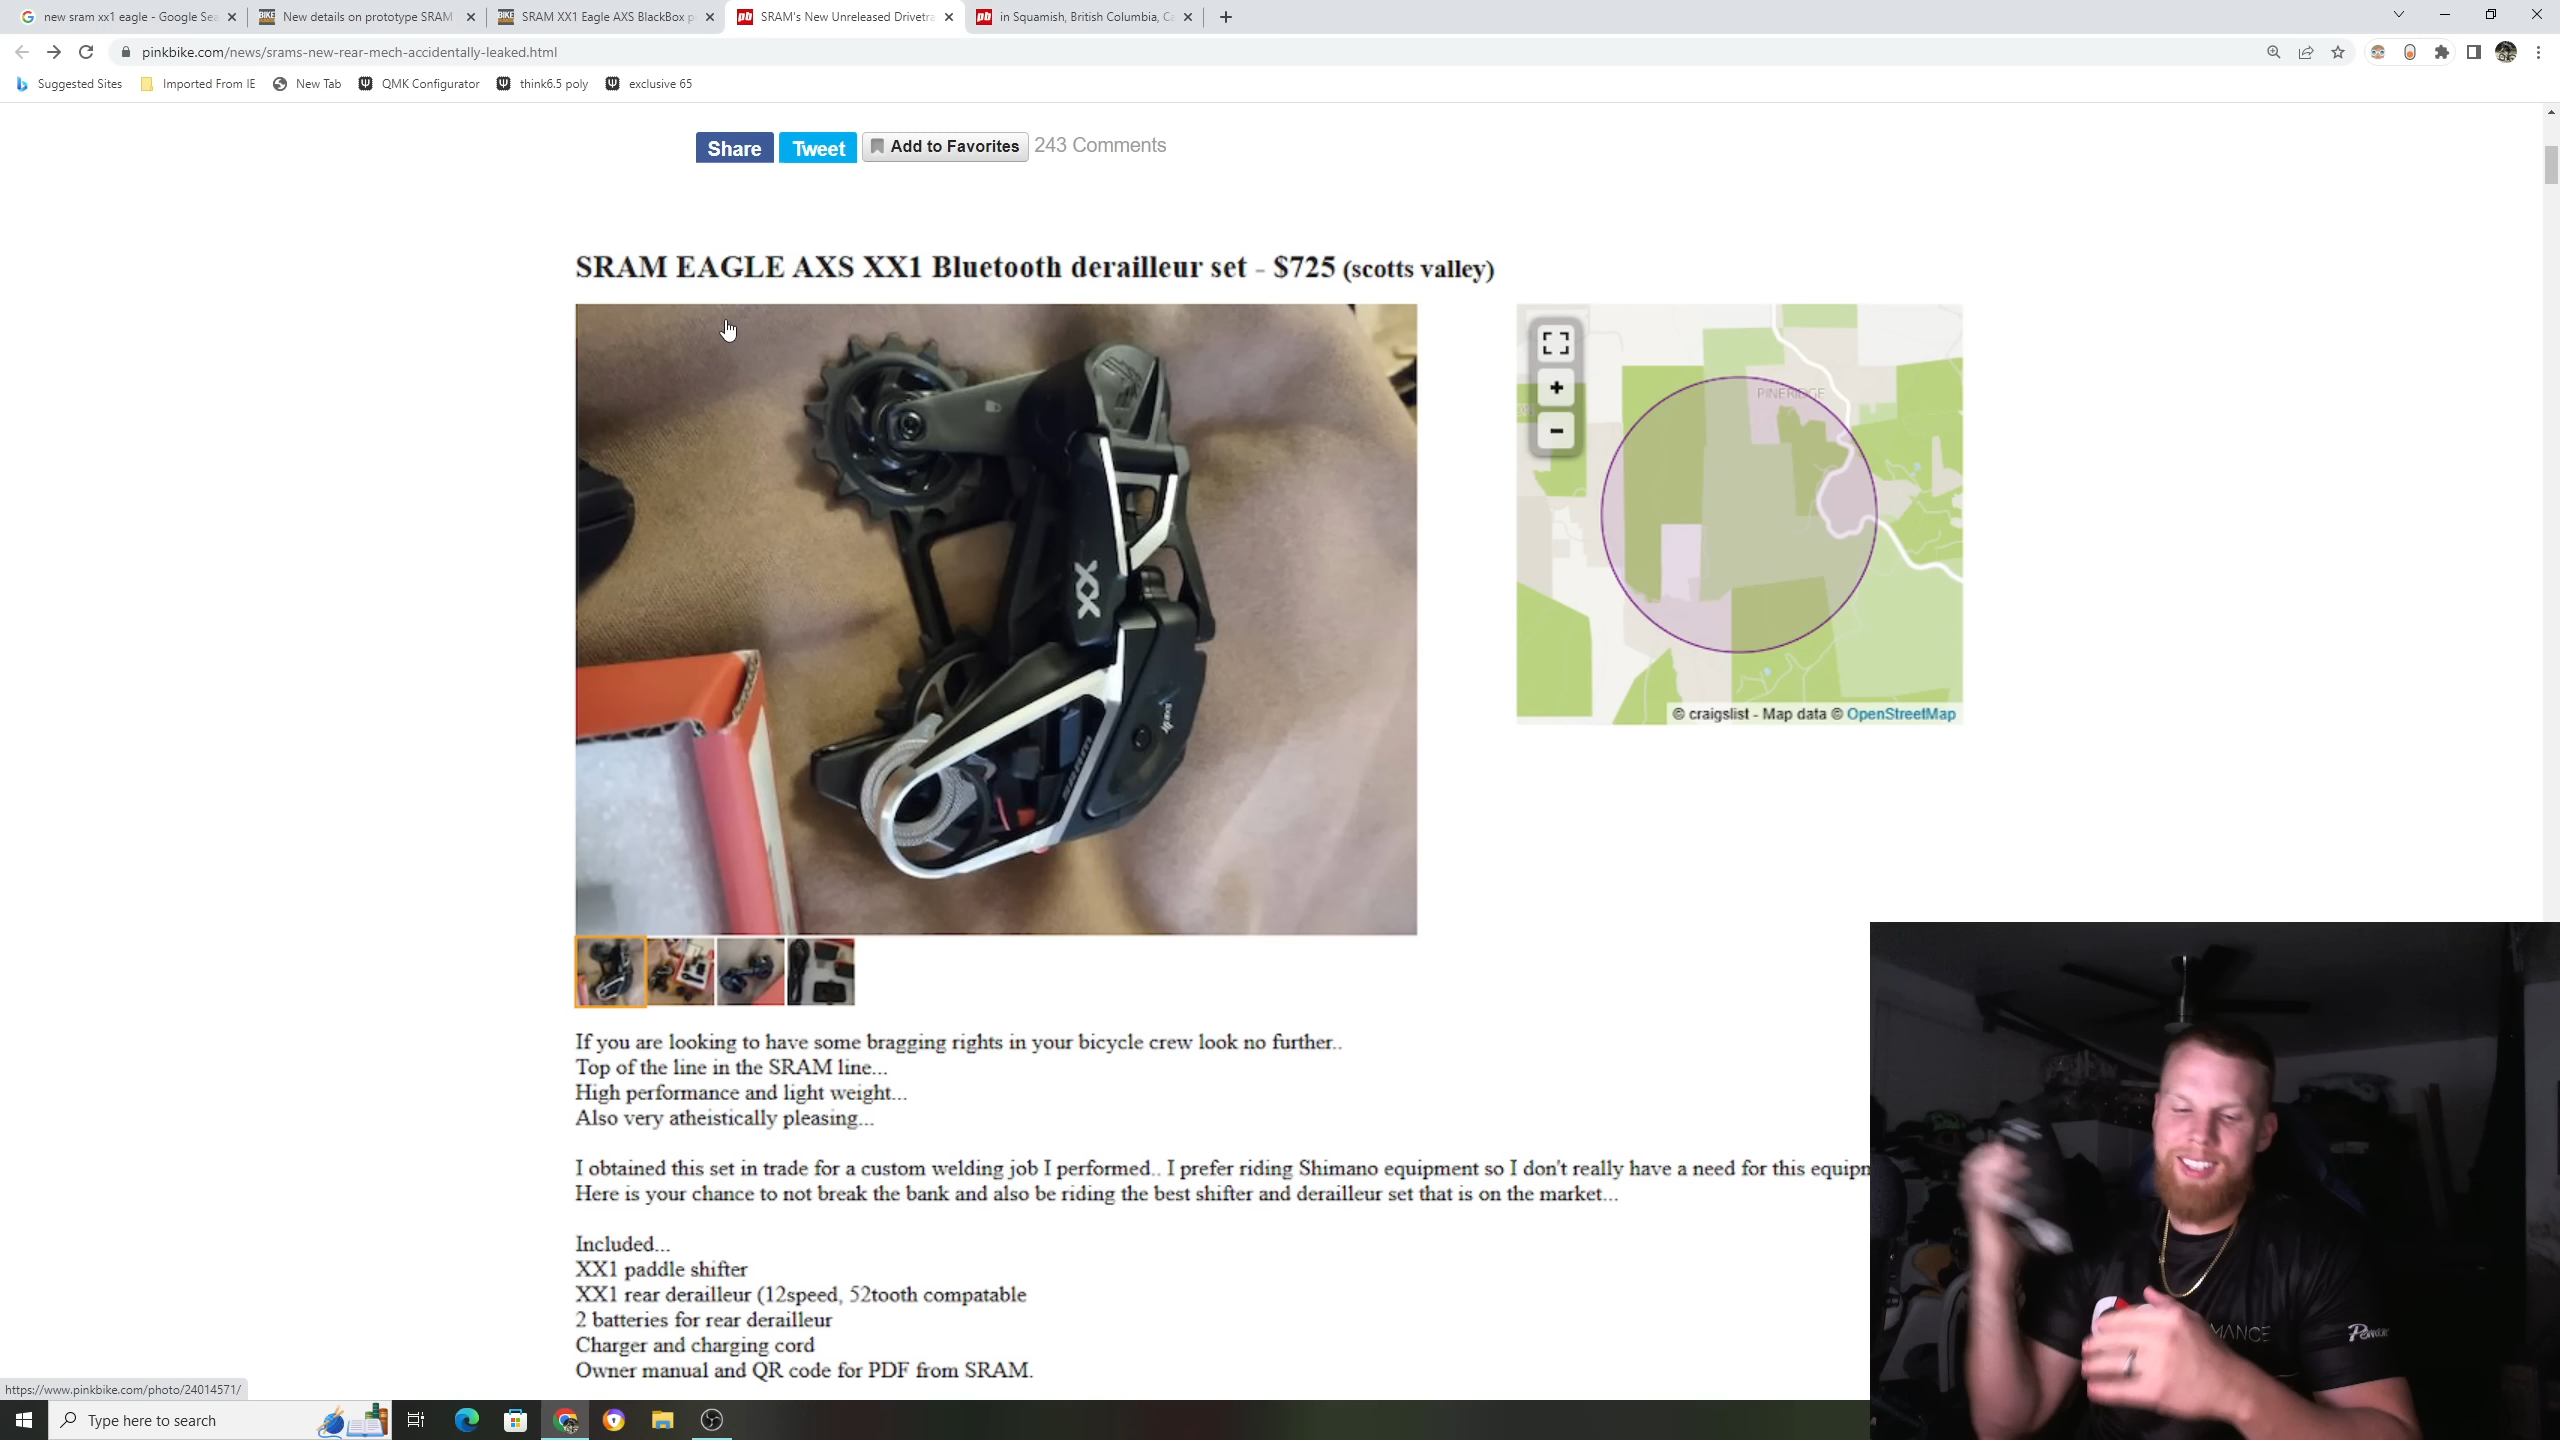 new sram xx1 eagle - Google Sea
New details on prototype SRAM
SRAM XX1 Eagle AXS BlackBox p
SRAM's New Unreleased Drivetra
in Squamish, British Columbia, C
pinkbike.com/news/srams-new-rear-mech-accidentally-leaked.html
Suggested Sites
Imported From IE
New Tab
QMK Configurator
think6.5 poly
exclusive 65
Share
Tweet
Add to Favorites
243 Comments
SRAM EAGLE AXS XX1 Bluetooth derailleur set - $725 (scotts valley)
XX
SRAM
axs
PINERIDGE
© craigslist - Map data © OpenStreetMap
If you are looking to have some bragging rights in your bicycle crew look no further..
Top of the line in the SRAM line...
High performance and light weight...
Also very atheistically pleasing...
I obtained this set in trade for a custom welding job I performed.. I prefer riding Shimano equipment so I don't really have a need for this equipm
Here is your chance to not break the bank and also be riding the best shifter and derailleur set that is on the market...
Included...
XX1 paddle shifter
XX1 rear derailleur (12speed, 52tooth compatable
2 batteries for rear derailleur
Charger and charging cord
Owner manual and QR code for PDF from SRAM.
https://www.pinkbike.com/photo/24014571/
Type here to search